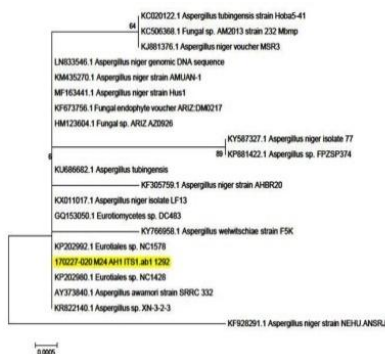 KC020122.1 Aspergillus tubingensis strain Hoba5-41
64
KC506368.1 Fungal sp. AM2013 strain 232 Mbmp
KJ881376.1 Aspergillus niger voucher MSR3
LN833546.1 Aspergillus niger genomic DNA sequence
KM435270.1 Aspergillus niger strain AMUAN-1
MF163441.1 Aspergillus niger strain Hus1
KF673756.1 Fungal endophyte voucher ARIZ:DM0217
HM123604.1 Fungal sp. ARIZ AZ0926
KY587327.1 Aspergillus niger isolate 77
89
KP881422.1 Aspergillus sp. FPZSP374
KU686682.1 Aspergillus tubingensis
KF305759.1 Aspergillus niger strain AHBR20
KX011017.1 Aspergillus niger isolate LF13
GQ153050.1 Eurotiomycetes sp. DC483
KY766958.1 Aspergillus welwitschiae strain F5K
KP202992.1 Eurotiales sp. NC1578
170227-020 M24 AH1 ITS1.ab1 1292
KP202980.1 Eurotiales sp. NC1428
AY373840.1 Aspergillus awamori strain SRRC 332
KR822140.1 Aspergillus sp. XN-3-2-3
KF928291.1 Aspergillus niger strain NEHU.ANSRJ
0.0005